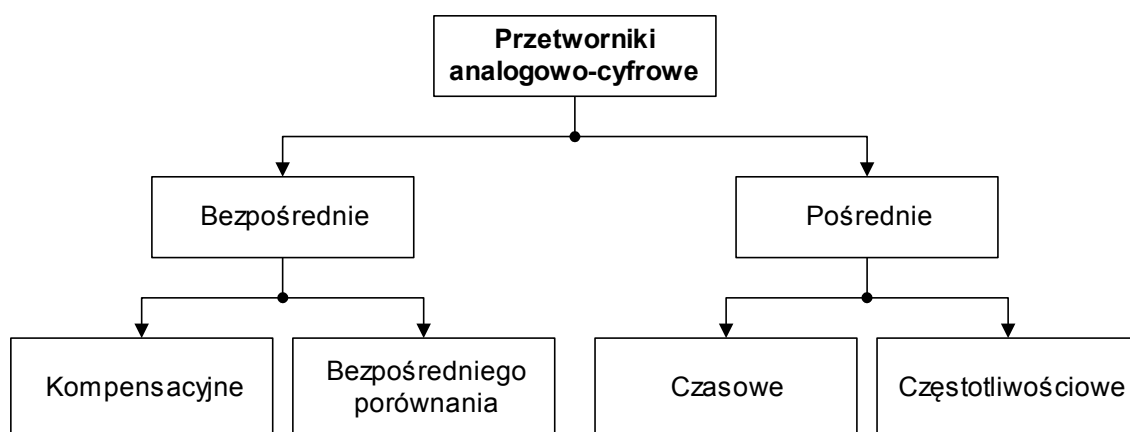 Przetworniki
analogowo-cyfrowe
Bezpośrednie
Pośrednie
Kompensacyjne
Bezpośredniego
porównania
Czasowe
Częstotliwościowe